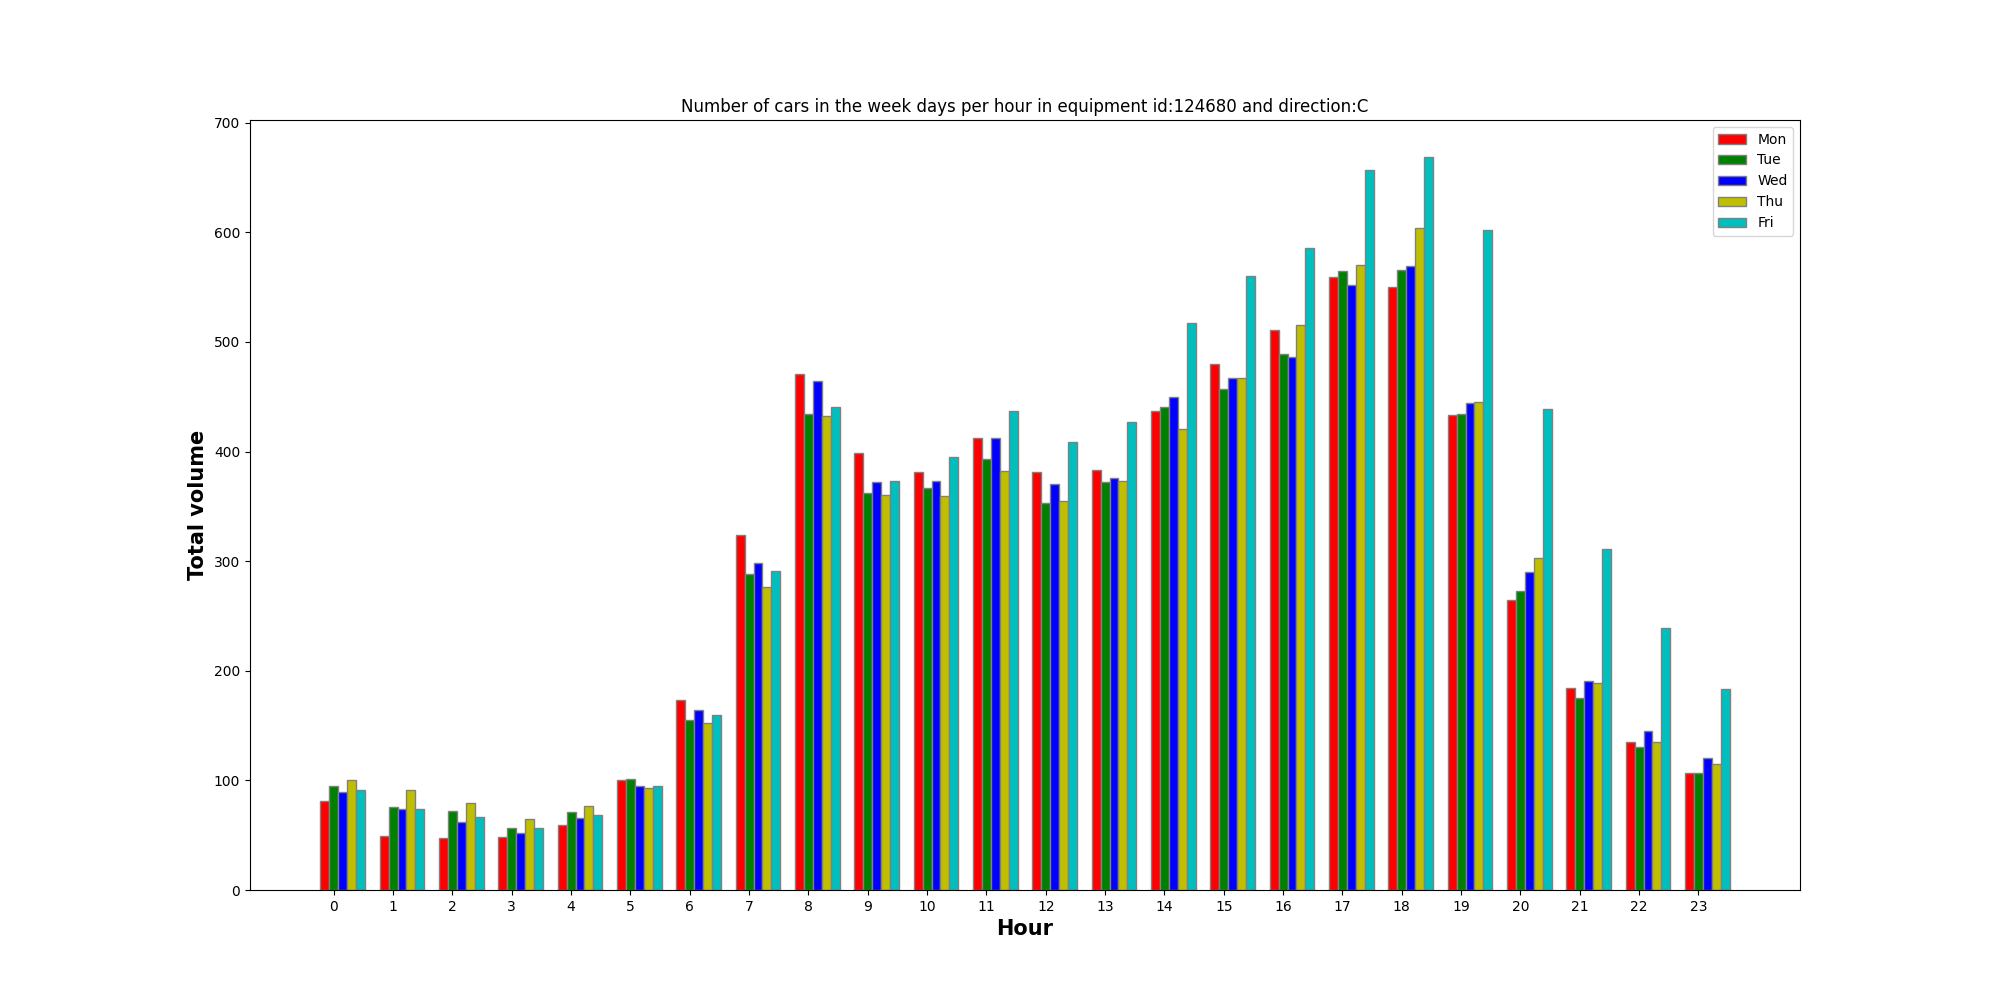 Number of cars in the week days per hour in equipment id:124680 and direction:C
700
600
500
400
300
200
100
0
Total volume
Mon
Tue
Wed
Thu
Fri
0 1 2 3 4 5 6 7 8 9 10 11 12 13 14 15 16 17 18 19 20 21 22 23
Hour